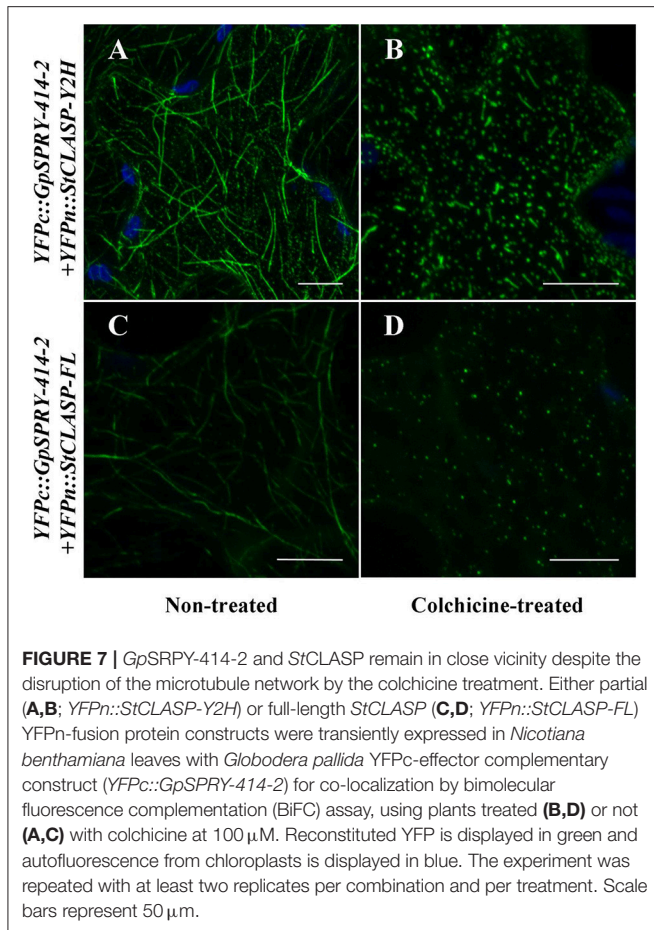 YFPc::GpSPRY-414-2
+YFPn::StCLASP-Y2H
A
B
YFPc::GpSPRY-414-2
+YFPn::StCLASP-FL
C
D
Non-treated
Colchicine-treated
FIGURE 7 | GpSRPY-414-2 and StCLASP remain in close vicinity despite the
disruption of the microtubule network by the colchicine treatment. Either partial
(A,B; YFPn::StCLASP-Y2H) or full-length StCLASP (C,D; YFPn::StCLASP-FL)
YFPn-fusion protein constructs were transiently expressed in Nicotiana
benthamiana leaves with Globodera pallida YFPc-effector complementary
construct (YFPc::GpSPRY-414-2) for co-localization by bimolecular
fluorescence complementation (BiFC) assay, using plants treated (B,D) or not
(A,C) with colchicine at 100 μM. Reconstituted YFP is displayed in green and
autofluorescence from chloroplasts is displayed in blue. The experiment was
repeated with at least two replicates per combination and per treatment. Scale
bars represent 50 μm.